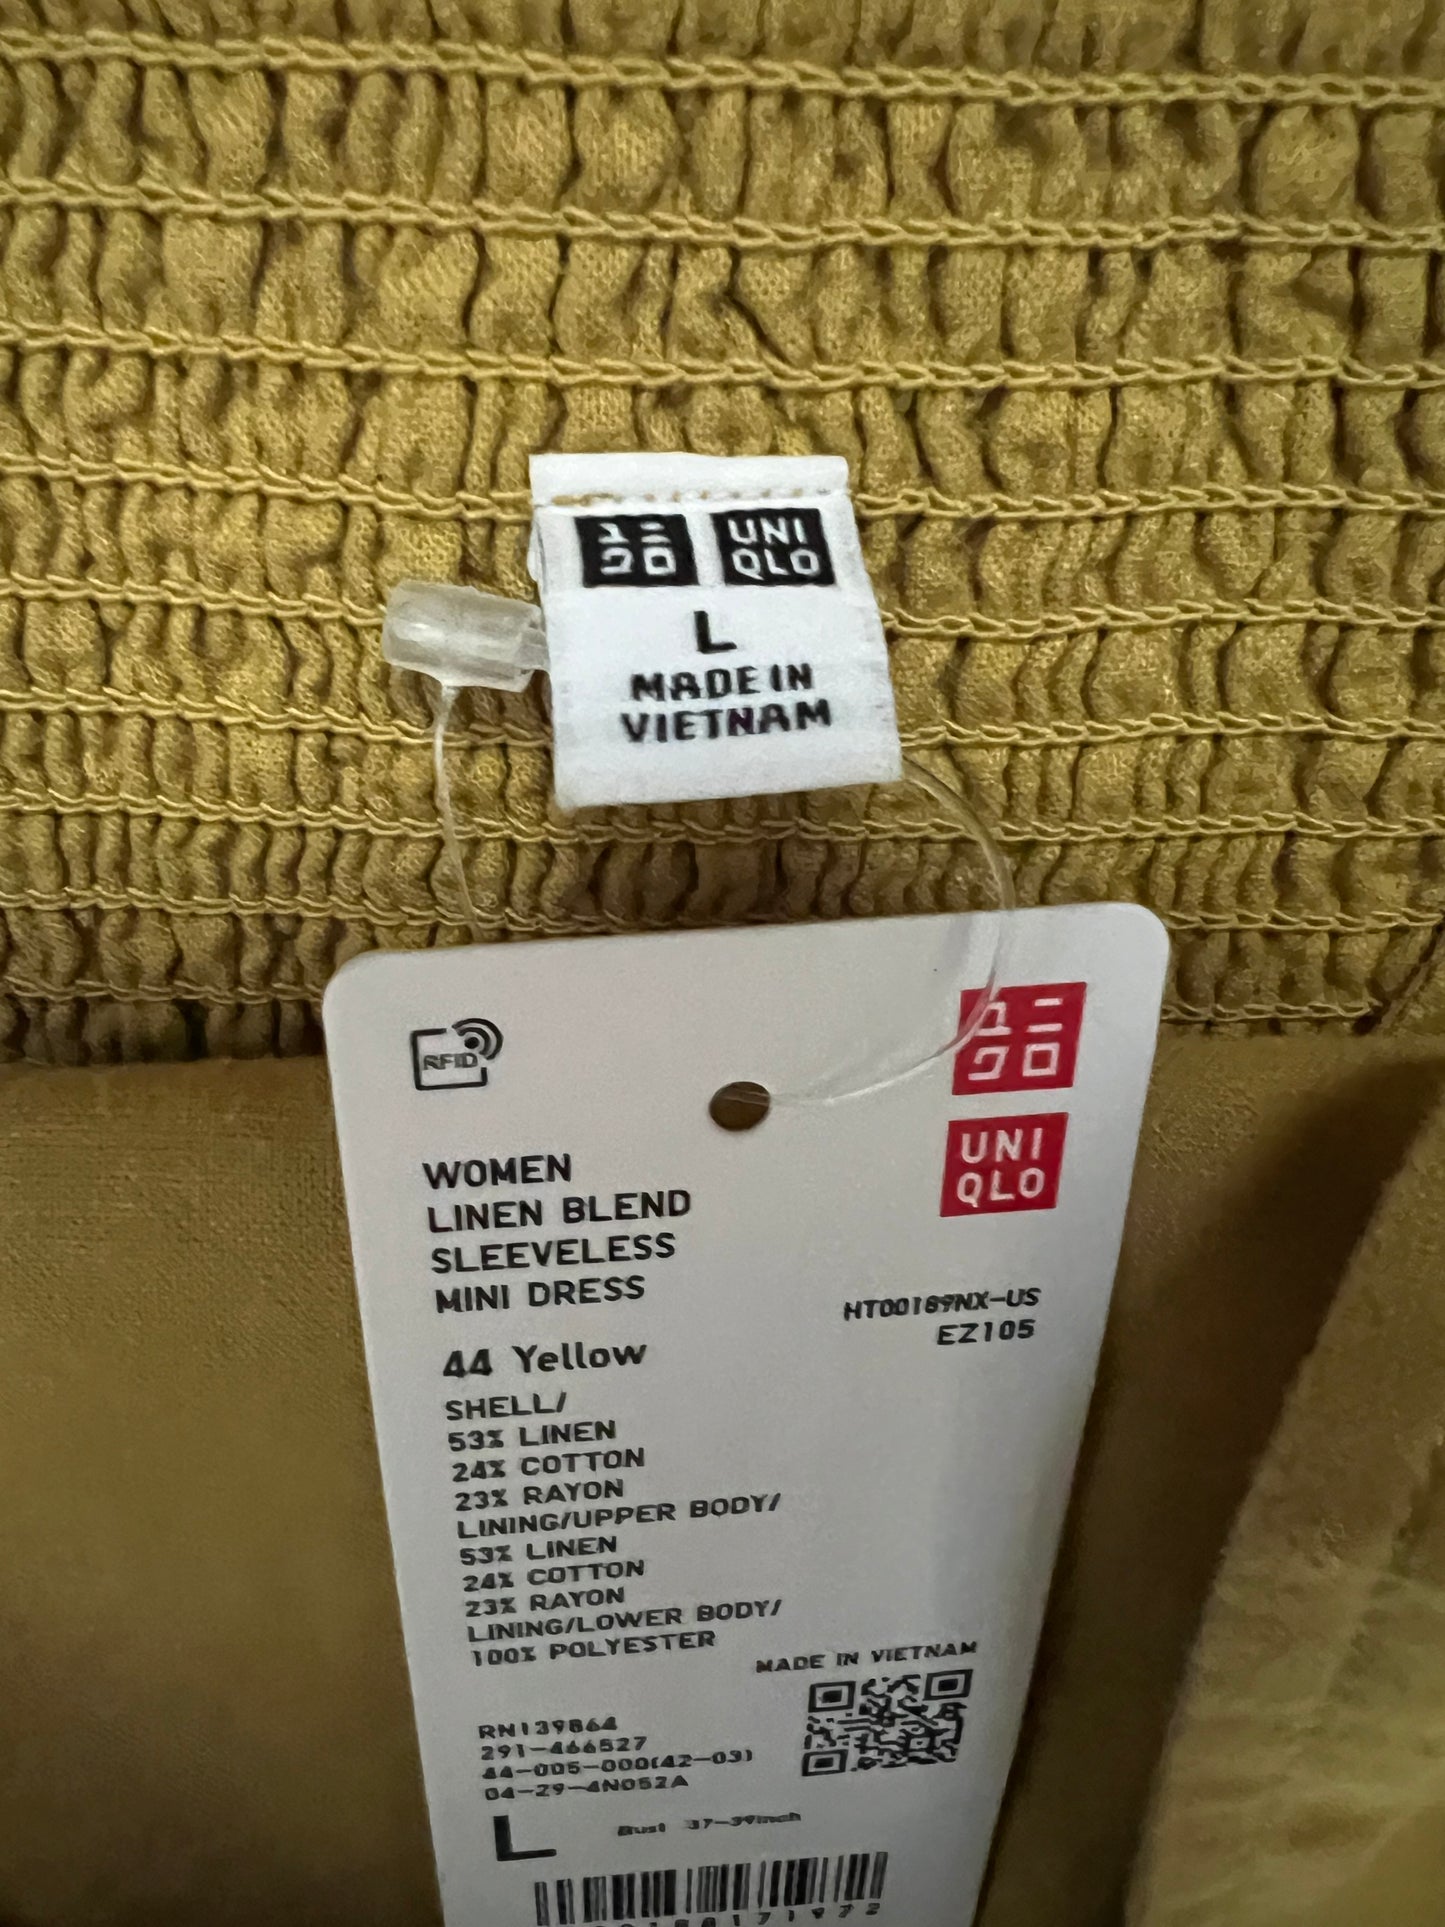 ユニ
クロ
UNI
QLO
L
MADE IN
VIETNAM
RFID
ユニ
クロ
UNI
QLO
WOMEN
LINEN BLEND
SLEEVELESS
MINI DRESS
HT00189NX-US
EZ105
44 Yellow
SHELL/
53% LINEN
24% COTTON
23% RAYON
LINING/UPPER BODY/
53% LINEN
24% COTTON
23% RAYON
LINING/LOWER BODY/
100% POLYESTER
MADE IN VIETNAM
RN139864
291-466527
44-005-000(42-03)
04-29-4N052A
L
Bust 37-39inch